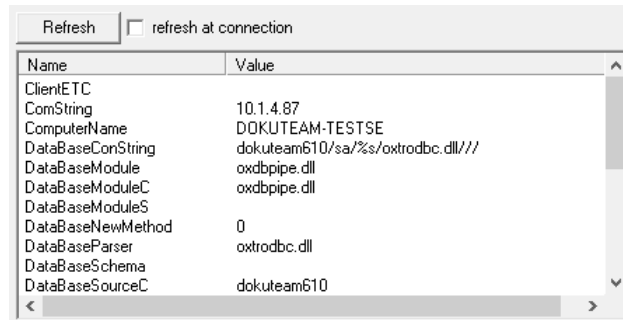 Refresh refresh at connection
Name Value
ClientETC
ComString 10.1.4.87
ComputerName DOKUTEAM-TESTSE
DataBaseConString dokuteam610/sa/%s/oxtrodbc.dll///
DataBaseModule oxdbpipe.dll
DataBaseModuleC oxdbpipe.dll
DataBaseModuleS
DataBaseNewMethod 0
DataBaseParser oxtrodbc.dll
DataBaseSchema
DataBaseSourceC dokuteam610